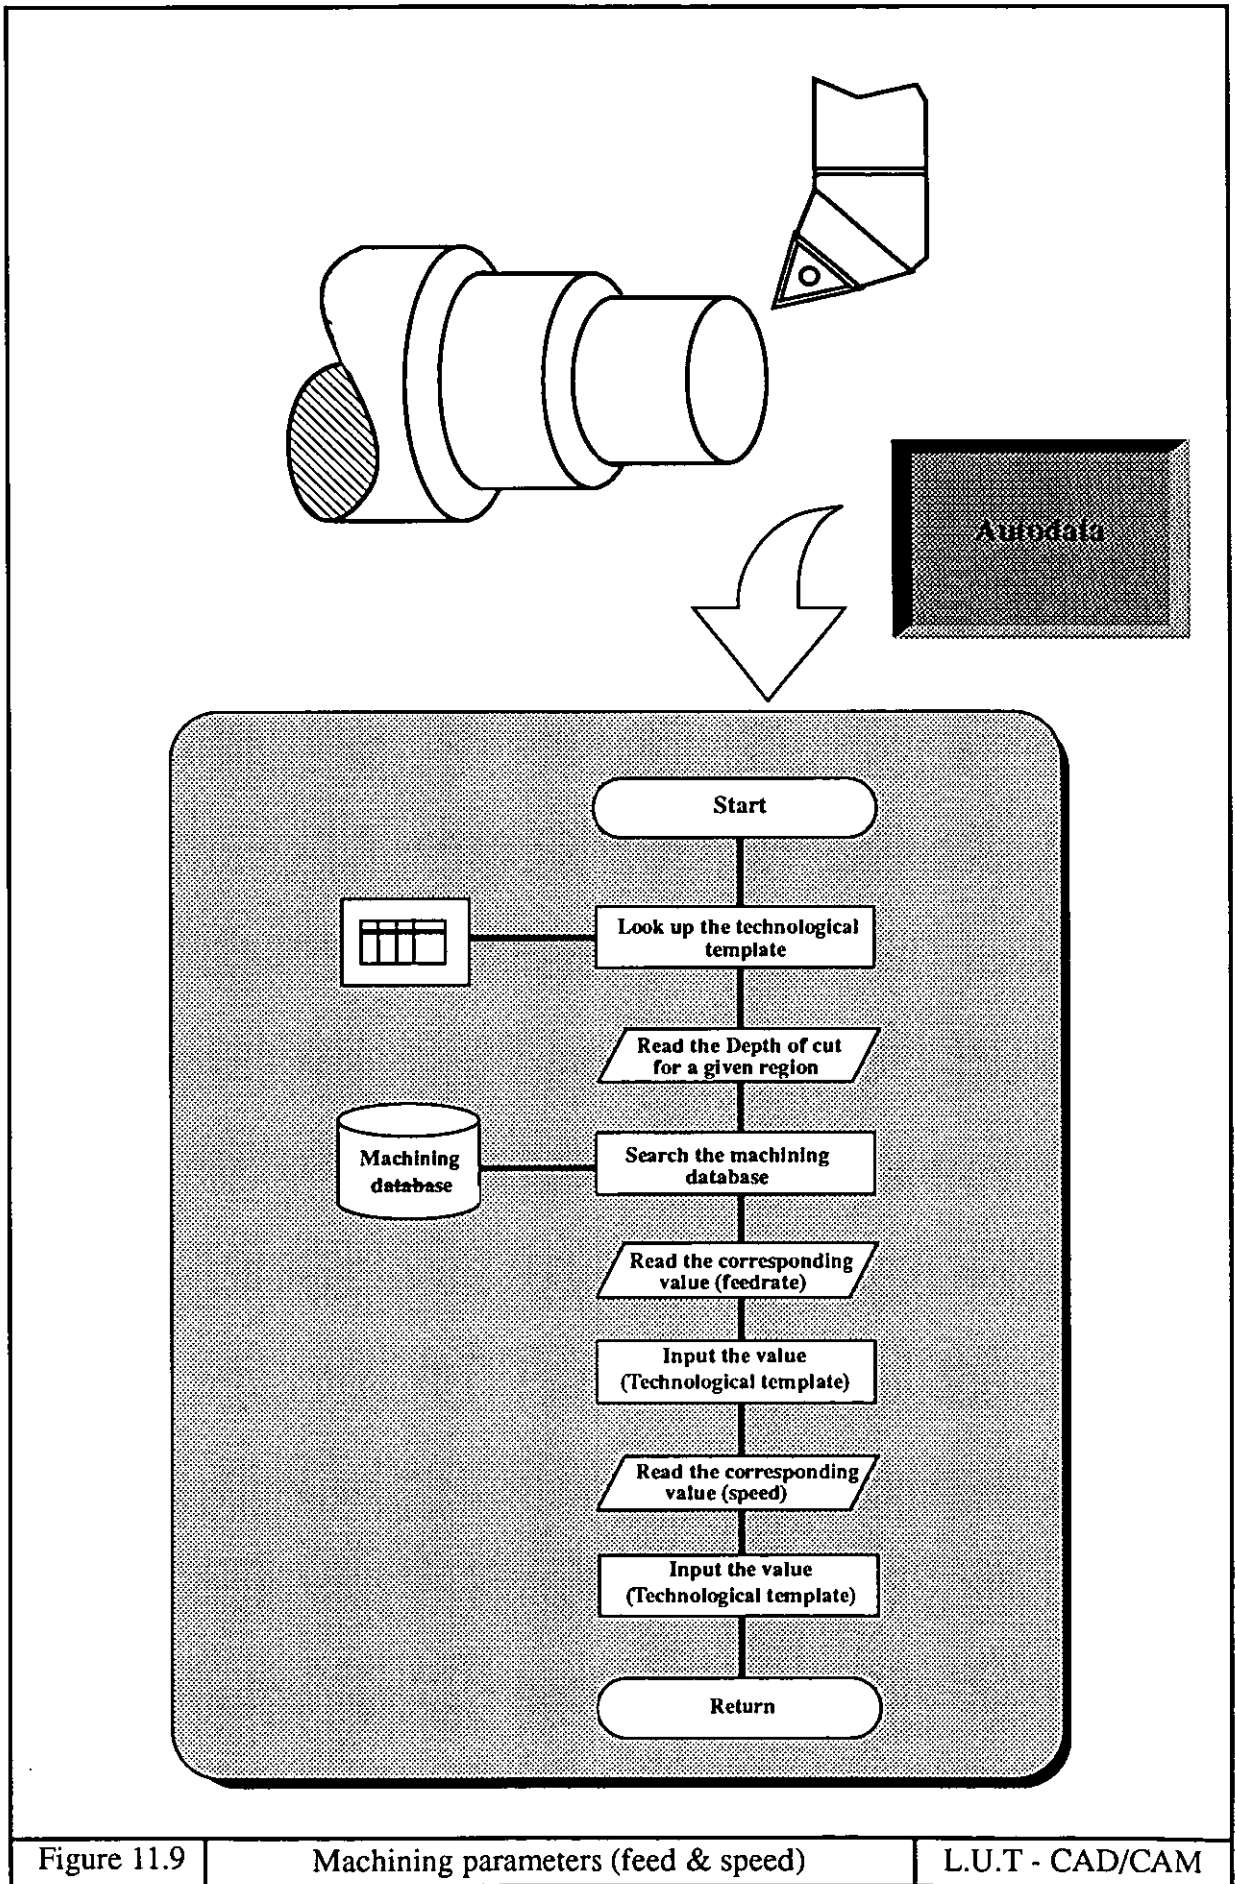 Autodata
Start
Look up the technological
template
Read the Depth of cut
for a given region
Machining
database
Search the machining
database
Read the corresponding
value (feedrate)
Input the value
(Technological template)
Read the corresponding
value (speed)
Input the value
(Technological template)
Return
Figure 11.9
Machining parameters (feed & speed)
L.U.T - CAD/CAM